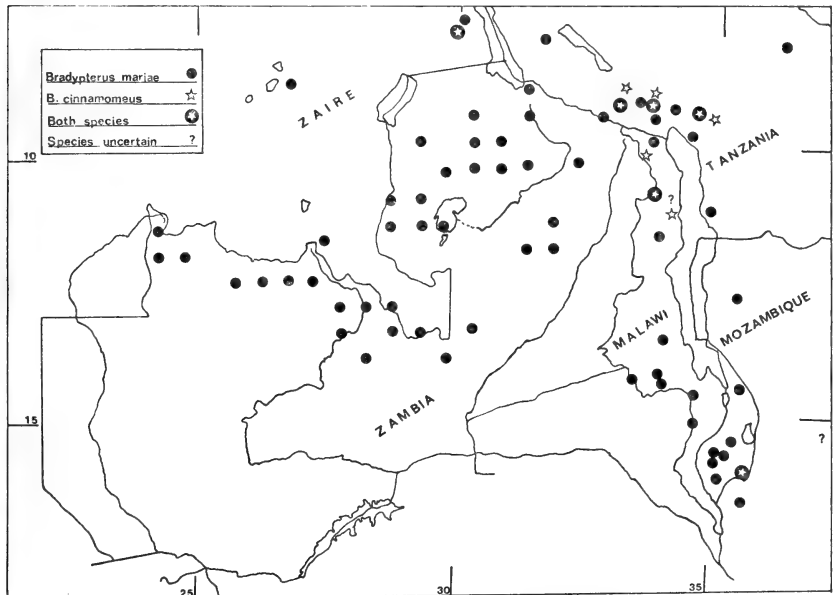 Bradypterus mariae
B. cinnamomeus
Both species
Species uncertain ?
ZAIRE
TANZANIA
10
?
MALAWI
MOZAMBIQUE
ZAMBIA
15
?
25
30
35